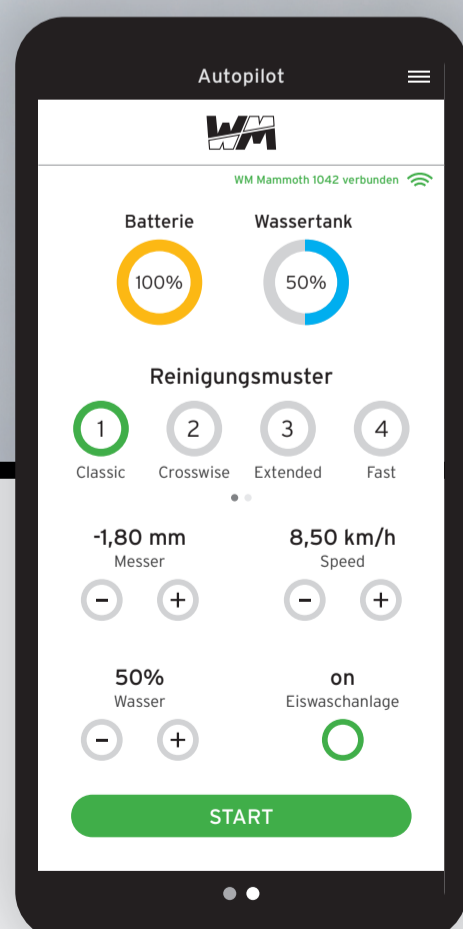 Autopilot
WM
WM Mammoth 1042 verbunden
Batterie Wassertank
100% 50%
Reinigungsmuster
1 2 3 4
Classic Crosswise Extended Fast
-1,80 mm 8,50 km/h
Messer Speed
- + - +
50% on
Wasser Eiswaschanlage
- +
START